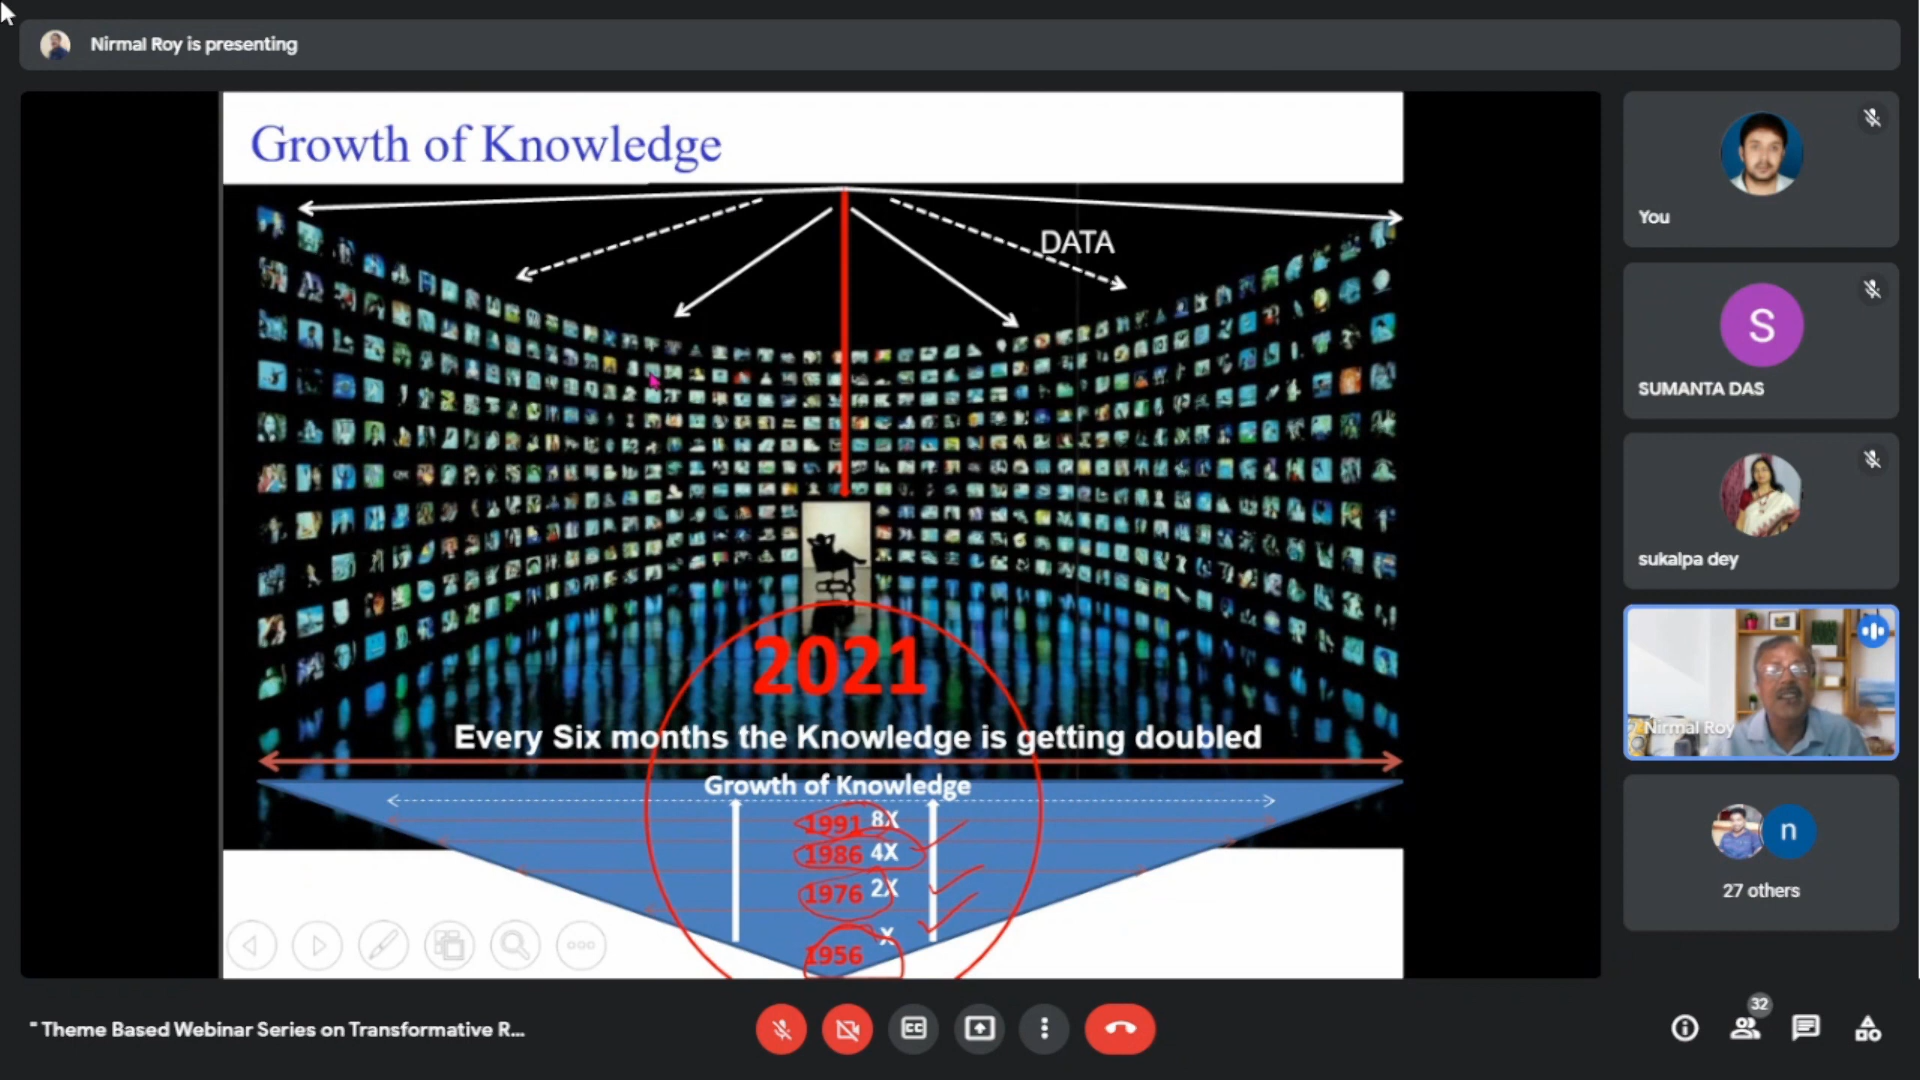 Nirmal Roy is presenting
Growth of Knowledge
DATA
2021
Every Six months the Knowledge is getting doubled
Growth of Knowledge
1991 8X
1986 4X
1976 2X
X
1956
You
S
SUMANTA DAS
sukalpa dey
Nirmal Roy
n
27 others
" Theme Based Webinar Series on Transformative R...
CC
32